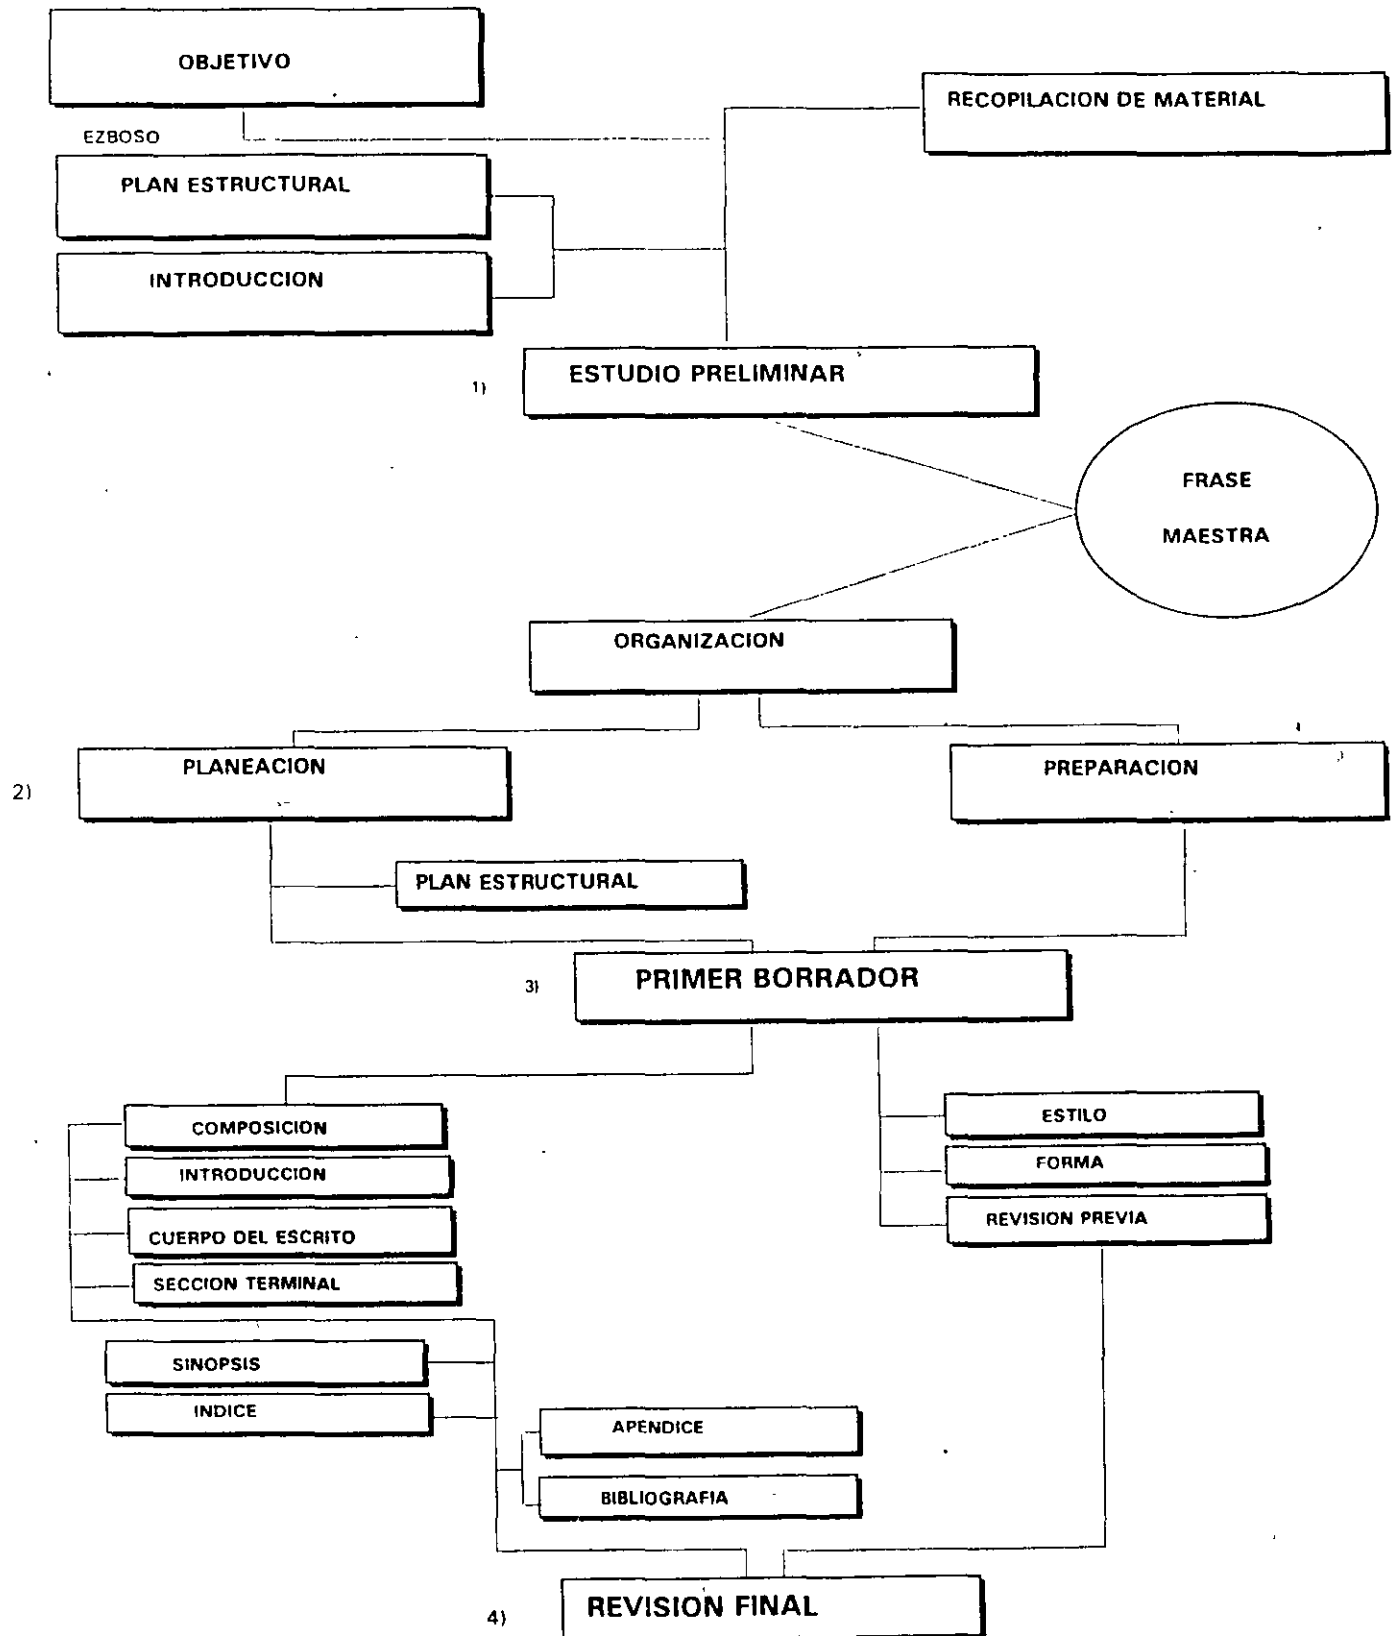 OBJETIVO
RECOPILACION DE MATERIAL
EZBOSO
PLAN ESTRUCTURAL
INTRODUCCION
1) ESTUDIO PRELIMINAR
FRASE
MAESTRA
ORGANIZACION
2) PLANEACION
PREPARACION
PLAN ESTRUCTURAL
3) PRIMER BORRADOR
COMPOSICION
INTRODUCCION
CUERPO DEL ESCRITO
SECCION TERMINAL
ESTILO
FORMA
REVISION PREVIA
SINOPSIS
INDICE
APENDICE
BIBLIOGRAFIA
4) REVISION FINAL